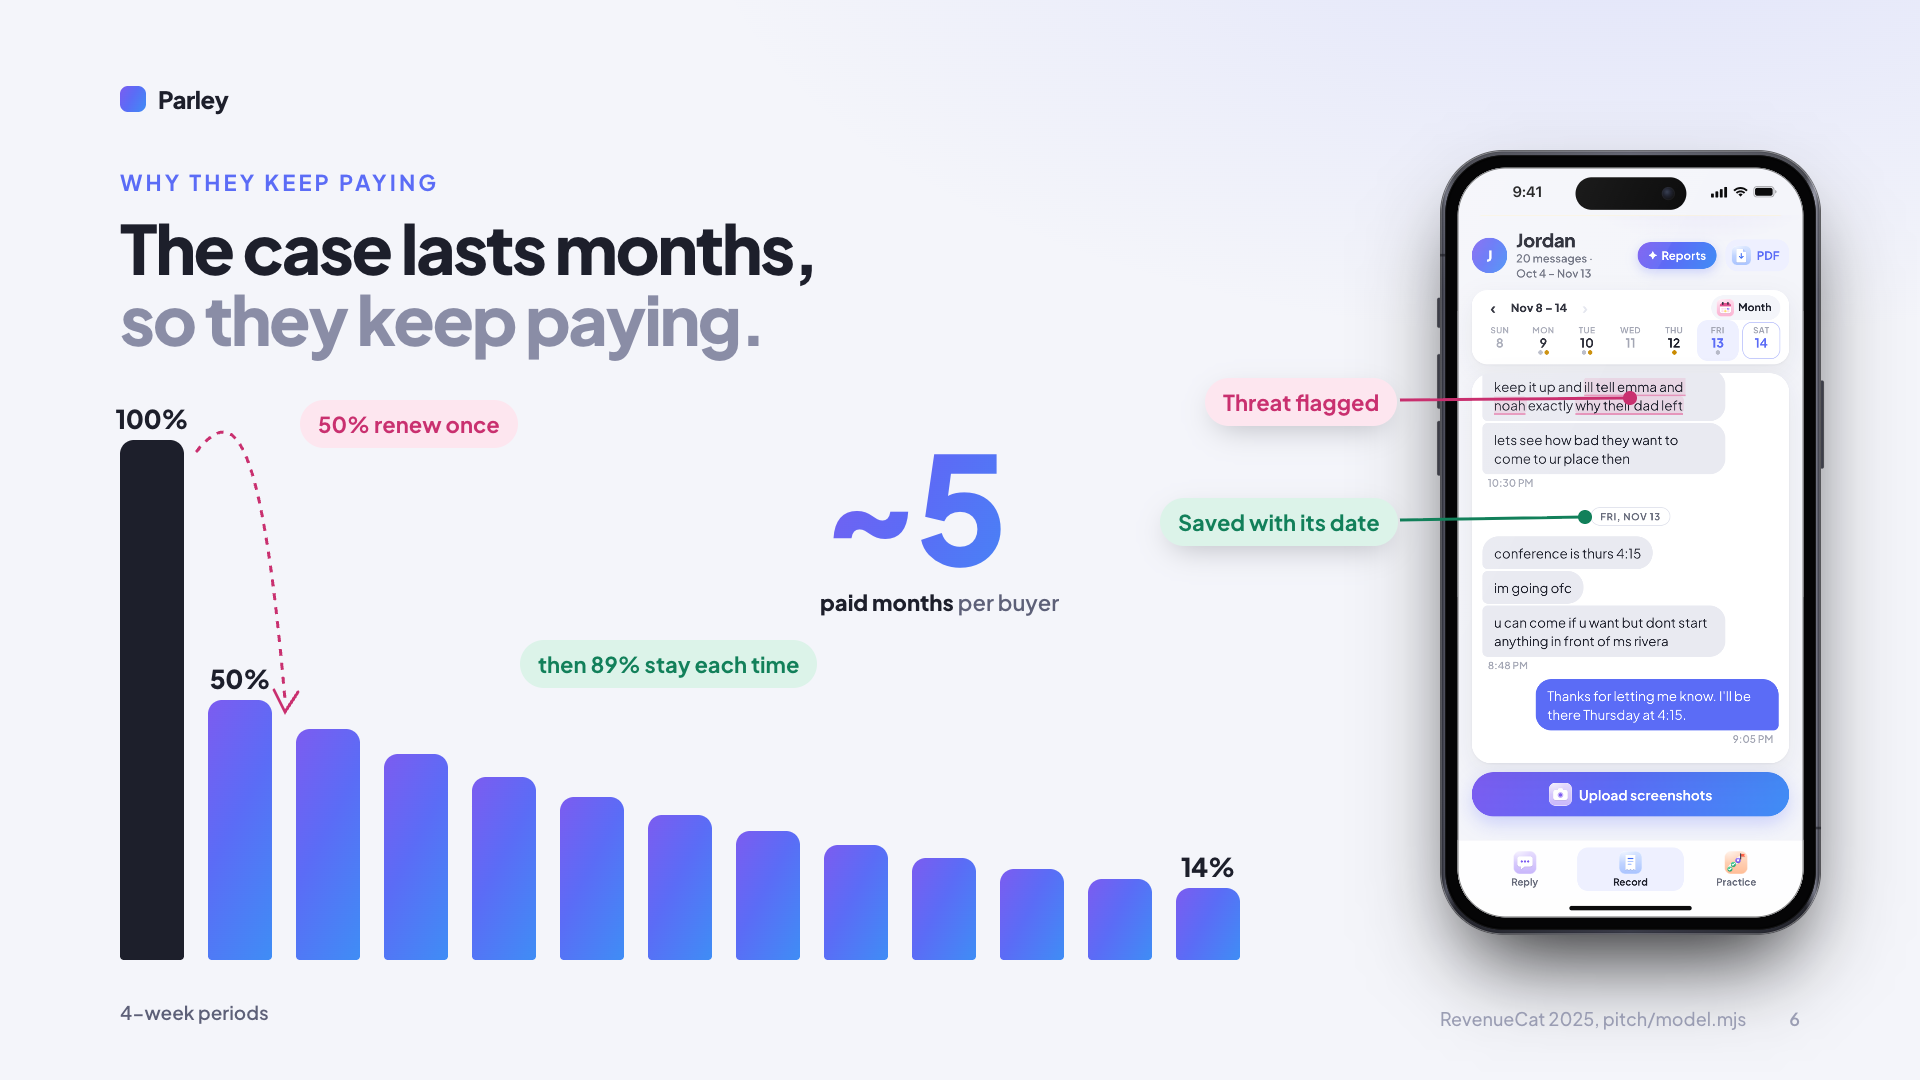 Parley
WHY THEY KEEP PAYING
The case lasts months,
so they keep paying.
100%
50% renew once
50%
then 89% stay each time
~5
paid months per buyer
14%
4-week periods
Threat flagged
Saved with its date
9:41
J
Jordan
20 messages ·
Oct 4 – Nov 13
✦ Reports
PDF
‹ Nov 8 – 14 ›
Month
SUN MON TUE WED THU FRI SAT
8 9 10 11 12 13 14
keep it up and ill tell emma and
noah exactly why their dad left
lets see how bad they want to
come to ur place then
10:30 PM
FRI, NOV 13
conference is thurs 4:15
im going ofc
u can come if u want but dont start
anything in front of ms rivera
8:48 PM
Thanks for letting me know. I'll be
there Thursday at 4:15.
9:05 PM
Upload screenshots
Reply Record Practice
RevenueCat 2025, pitch/model.mjs 6